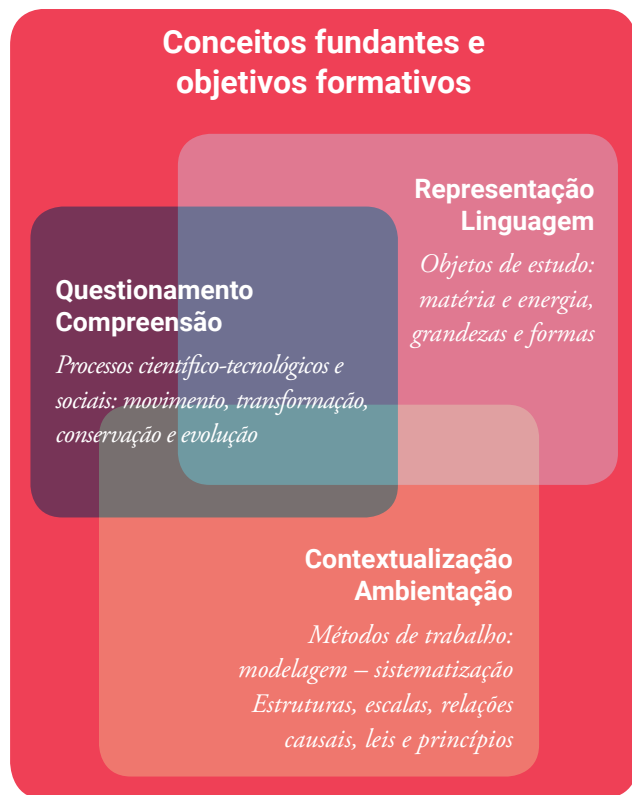 Conceitos fundantes e
objetivos formativos
Representação
Linguagem
Objetos de estudo:
matéria e energia,
grandezas e formas
Questionamento
Compreensão
Processos científico-tecnológicos e
sociais: movimento, transformação,
conservação e evolução
Contextualização
Ambientação
Métodos de trabalho:
modelagem – sistematização
Estruturas, escalas, relações
causais, leis e princípios